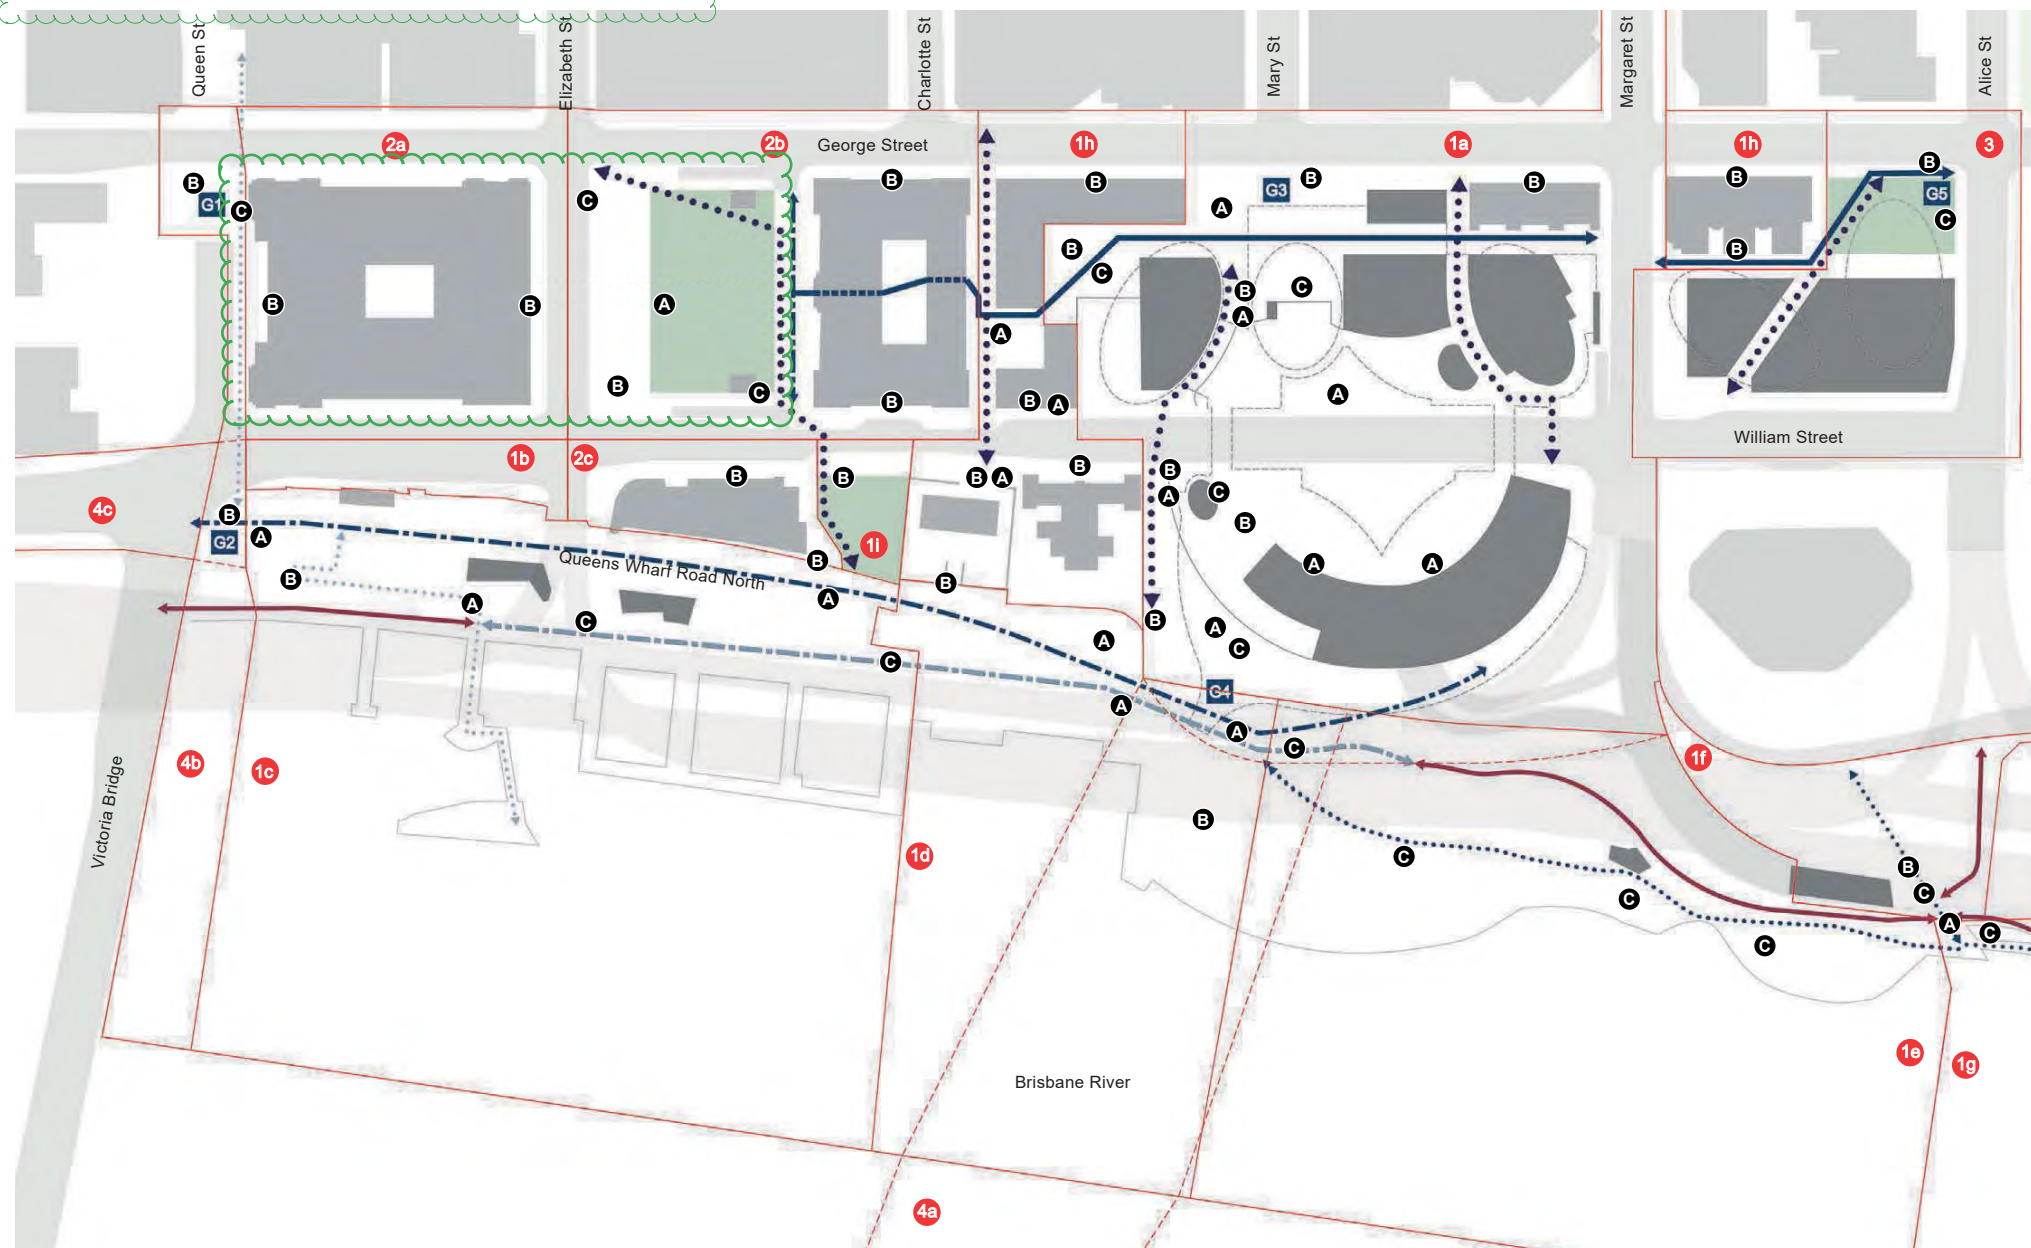 Queen St
Elizabeth St
Charlotte St
Mary St
Margaret St
Alice St
2a
2b
George Street
1h
1a
1h
3
B
B
B
G3
B
B
B
B
G1
C
C
A
G5
C
B
B
C
B
B
A
B
C
A
A
B
C
B
B
A
A
C
B
A
William Street
1b
2c
B
B
B
A
B
B
A
C
4c
B
G2
A
B
1i
A
A
Queens Wharf Road North
B
B
B
A
A
C
B
A
A
C
C
G4
A
A
C
4b
1c
1f
Victoria Bridge
B
1d
C
B
C
C
A
C
C
1e
1g
Brisbane River
4a